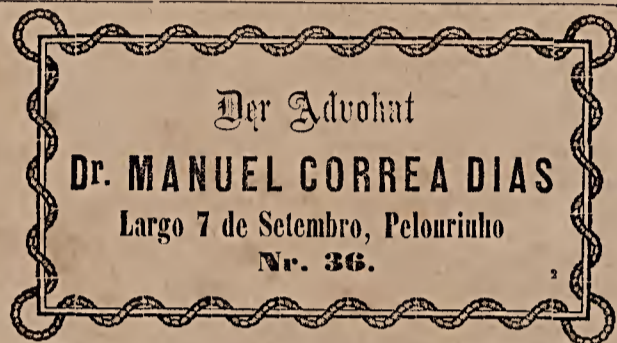 Der Advokat
Dr. MANUEL CORREA DIAS
Largo 7 de Setembro, Pelourinho
Nr. 36.
2